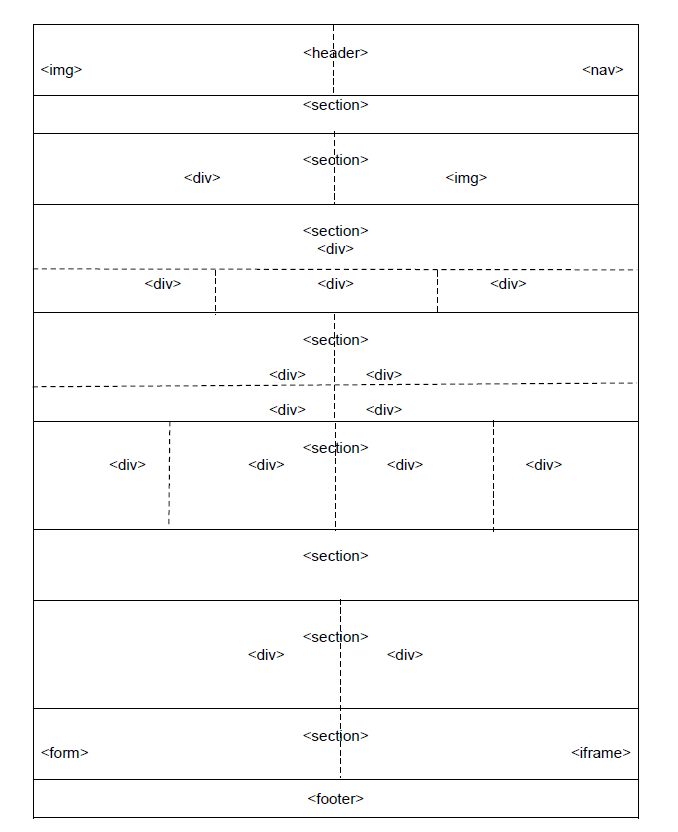 <header>
<img> <nav>
<section>
<section>
<div> <img>
<section>
<div>
<div> <div> <div>
<section>
<div> <div>
<div> <div>
<section>
<div> <div> <div> <div>
<section>
<section>
<div> <div>
<section>
<form> <iframe>
<footer>